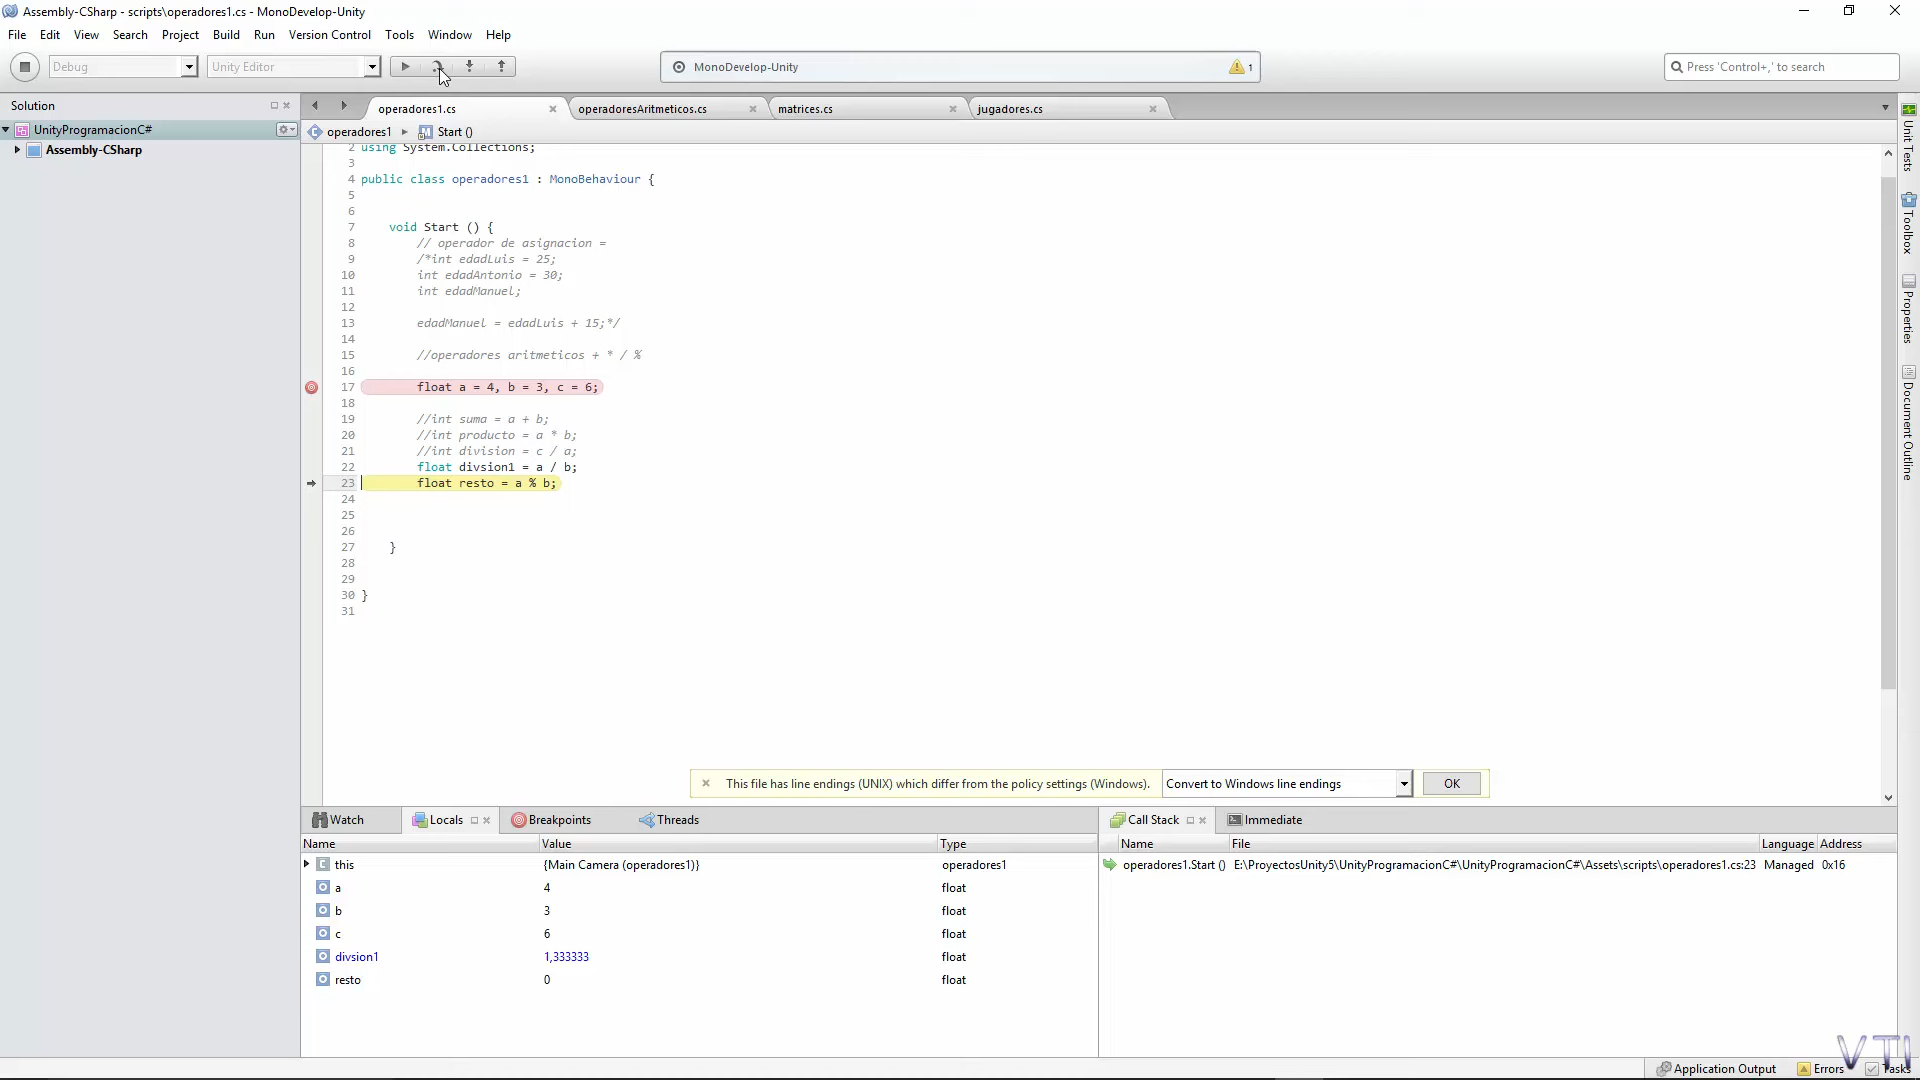 Assembly-CSharp - scripts\operadores1.cs - MonoDevelop-Unity
File Edit View Search Project Build Run Version Control Tools Window Help
Debug Unity Editor MonoDevelop-Unity 1 Press 'Control+,' to search
Solution
UnityProgramacionC#
Assembly-CSharp
operadores1.cs operadoresAritmeticos.cs matrices.cs jugadores.cs
operadores1 Start ()
2 using System.Collections;
3
4 public class operadores1 : MonoBehaviour {
5
6
7 void Start () {
8 // operador de asignacion =
9 /*int edadLuis = 25;
10 int edadAntonio = 30;
11 int edadManuel;
12
13 edadManuel = edadLuis + 15;*/
14
15 //operadores aritmeticos + * / %
16
17 float a = 4, b = 3, c = 6;
18
19 //int suma = a + b;
20 //int producto = a * b;
21 //int division = c / a;
22 float divsion1 = a / b;
23 float resto = a % b;
24
25
26
27 }
28
29
30 }
31
Unit Tests
Toolbox
Properties
Document Outline
This file has line endings (UNIX) which differ from the policy settings (Windows). Convert to Windows line endings OK
Watch Locals Breakpoints Threads
Name Value Type
this {Main Camera (operadores1)} operadores1
a 4 float
b 3 float
c 6 float
divsion1 1,333333 float
resto 0 float
Call Stack Immediate
Name File Language Address
operadores1.Start () E:\ProyectosUnity5\UnityProgramacionC#\UnityProgramacionC#\Assets\scripts\operadores1.cs:23 Managed 0x16
VTI
Application Output Errors Tasks